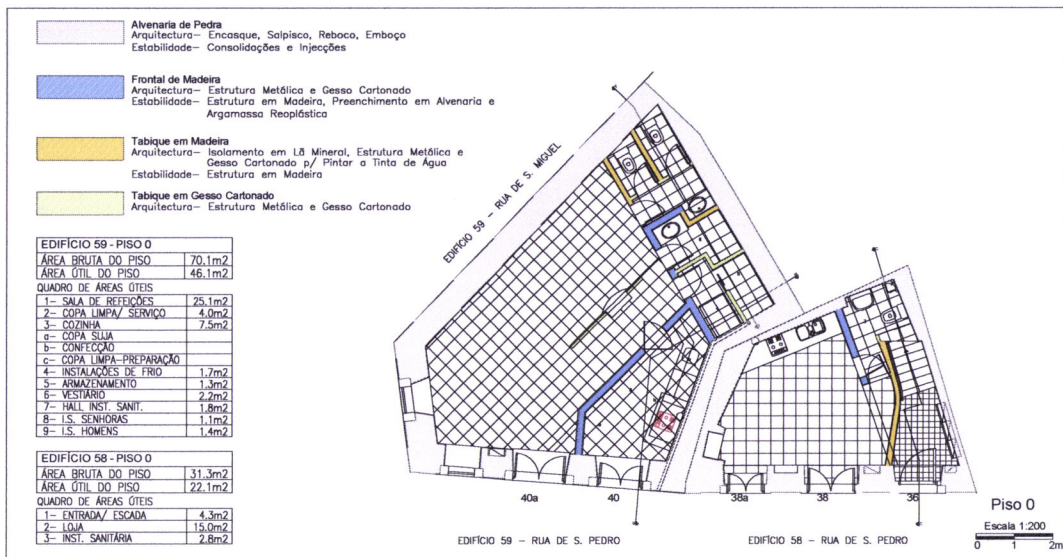 Alvenaria de Pedra
Arquitectura– Encasque, Salpisco, Reboco, Emboço
Estabilidade– Consolidações e Injecções
Frontal de Madeira
Arquitectura– Estrutura Metálica e Gesso Cartonado
Estabilidade– Estrutura em Madeira, Preenchimento em Alvenaria e
Argamassa Reoplástica
Tabique em Madeira
Arquitectura– Isolamento em Lã Mineral, Estrutura Metálica e
Gesso Cartonado p/ Pintar a Tinta de Água
Estabilidade– Estrutura em Madeira
Tabique em Gesso Cartonado
Arquitectura– Estrutura Metálica e Gesso Cartonado
EDIFÍCIO 59 - PISO 0
ÁREA BRUTA DO PISO 70.1m2
ÁREA ÚTIL DO PISO 46.1m2
QUADRO DE ÁREAS ÚTEIS
1– SALA DE REFEIÇÕES 25.1m2
2– COPA LIMPA/ SERVIÇO 4.0m2
3– COZINHA 7.5m2
a– COPA SUJA
b– CONFECÇÃO
c– COPA LIMPA–PREPARAÇÃO
4– INSTALAÇÕES DE FRIO 1.7m2
5– ARMAZENAMENTO 1.3m2
6– VESTIÁRIO 2.2m2
7– HALL INST. SANIT. 1.8m2
8– I.S. SENHORAS 1.1m2
9– I.S. HOMENS 1.4m2
EDIFÍCIO 58 - PISO 0
ÁREA BRUTA DO PISO 31.3m2
ÁREA ÚTIL DO PISO 22.1m2
QUADRO DE ÁREAS ÚTEIS
1– ENTRADA/ ESCADA 4.3m2
2– LOJA 15.0m2
3– INST. SANITÁRIA 2.8m2
EDIFÍCIO 59 – RUA DE S. MIGUEL
40a
40
38a
38
36
EDIFÍCIO 59 – RUA DE S. PEDRO
EDIFÍCIO 58 – RUA DE S. PEDRO
Piso 0
Escala 1:200
0 1 2m